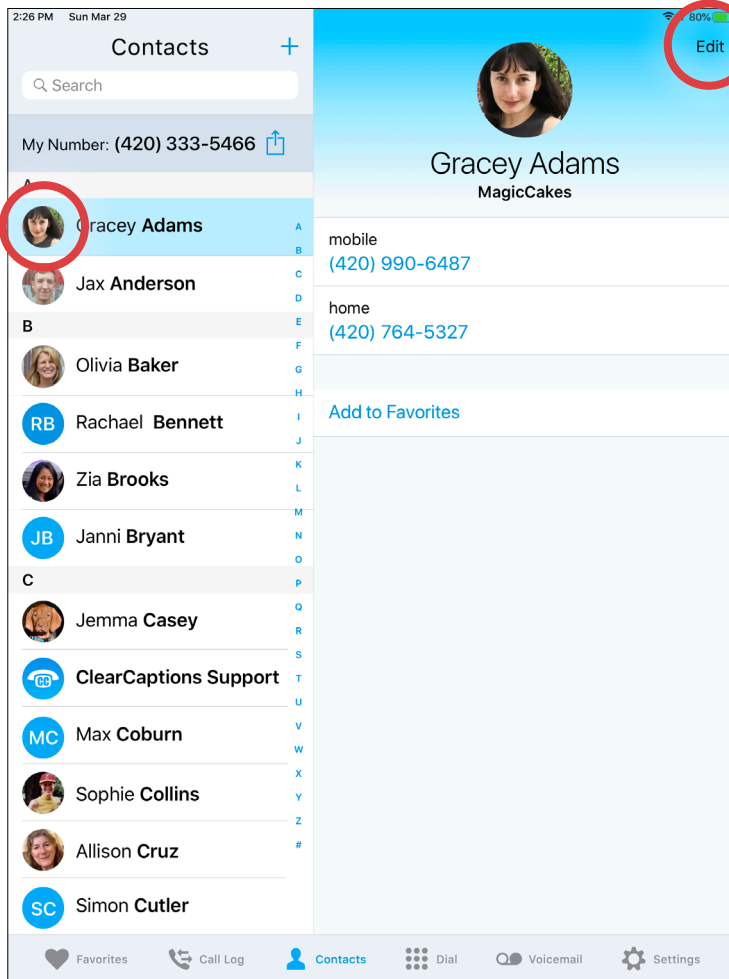 2:26 PM Sun Mar 29
80%
Contacts +
Edit
Search
My Number: (420) 333-5466
A
Gracey Adams
Jax Anderson
B
Olivia Baker
RB Rachael Bennett
Zia Brooks
JB Janni Bryant
C
Jemma Casey
CC ClearCaptions Support
MC Max Coburn
Sophie Collins
Allison Cruz
SC Simon Cutler
A
B
C
D
E
F
G
H
I
J
K
L
M
N
O
P
Q
R
S
T
U
V
W
X
Y
Z
#
Gracey Adams
MagicCakes
mobile
(420) 990-6487
home
(420) 764-5327
Add to Favorites
Favorites Call Log Contacts Dial Voicemail Settings